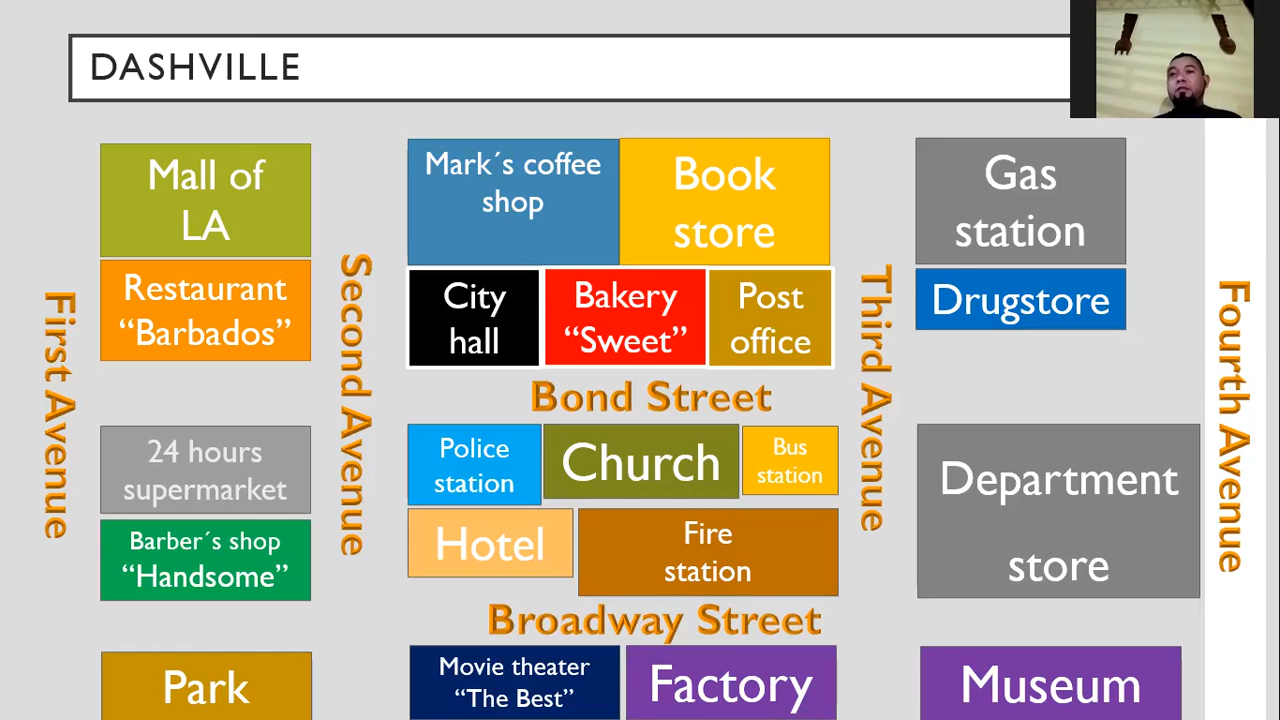 DASHVILLE
Mall of
LA
Mark´s coffee
shop
Book
store
Gas
station
Restaurant
“Barbados”
City
hall
Bakery
“Sweet”
Post
office
Drugstore
First Avenue
Second Avenue
Third Avenue
Fourth Avenue
Bond Street
24 hours
supermarket
Police
station
Church
Bus
station
Department
store
Barber´s shop
“Handsome”
Hotel
Fire
station
Broadway Street
Park
Movie theater
“The Best”
Factory
Museum